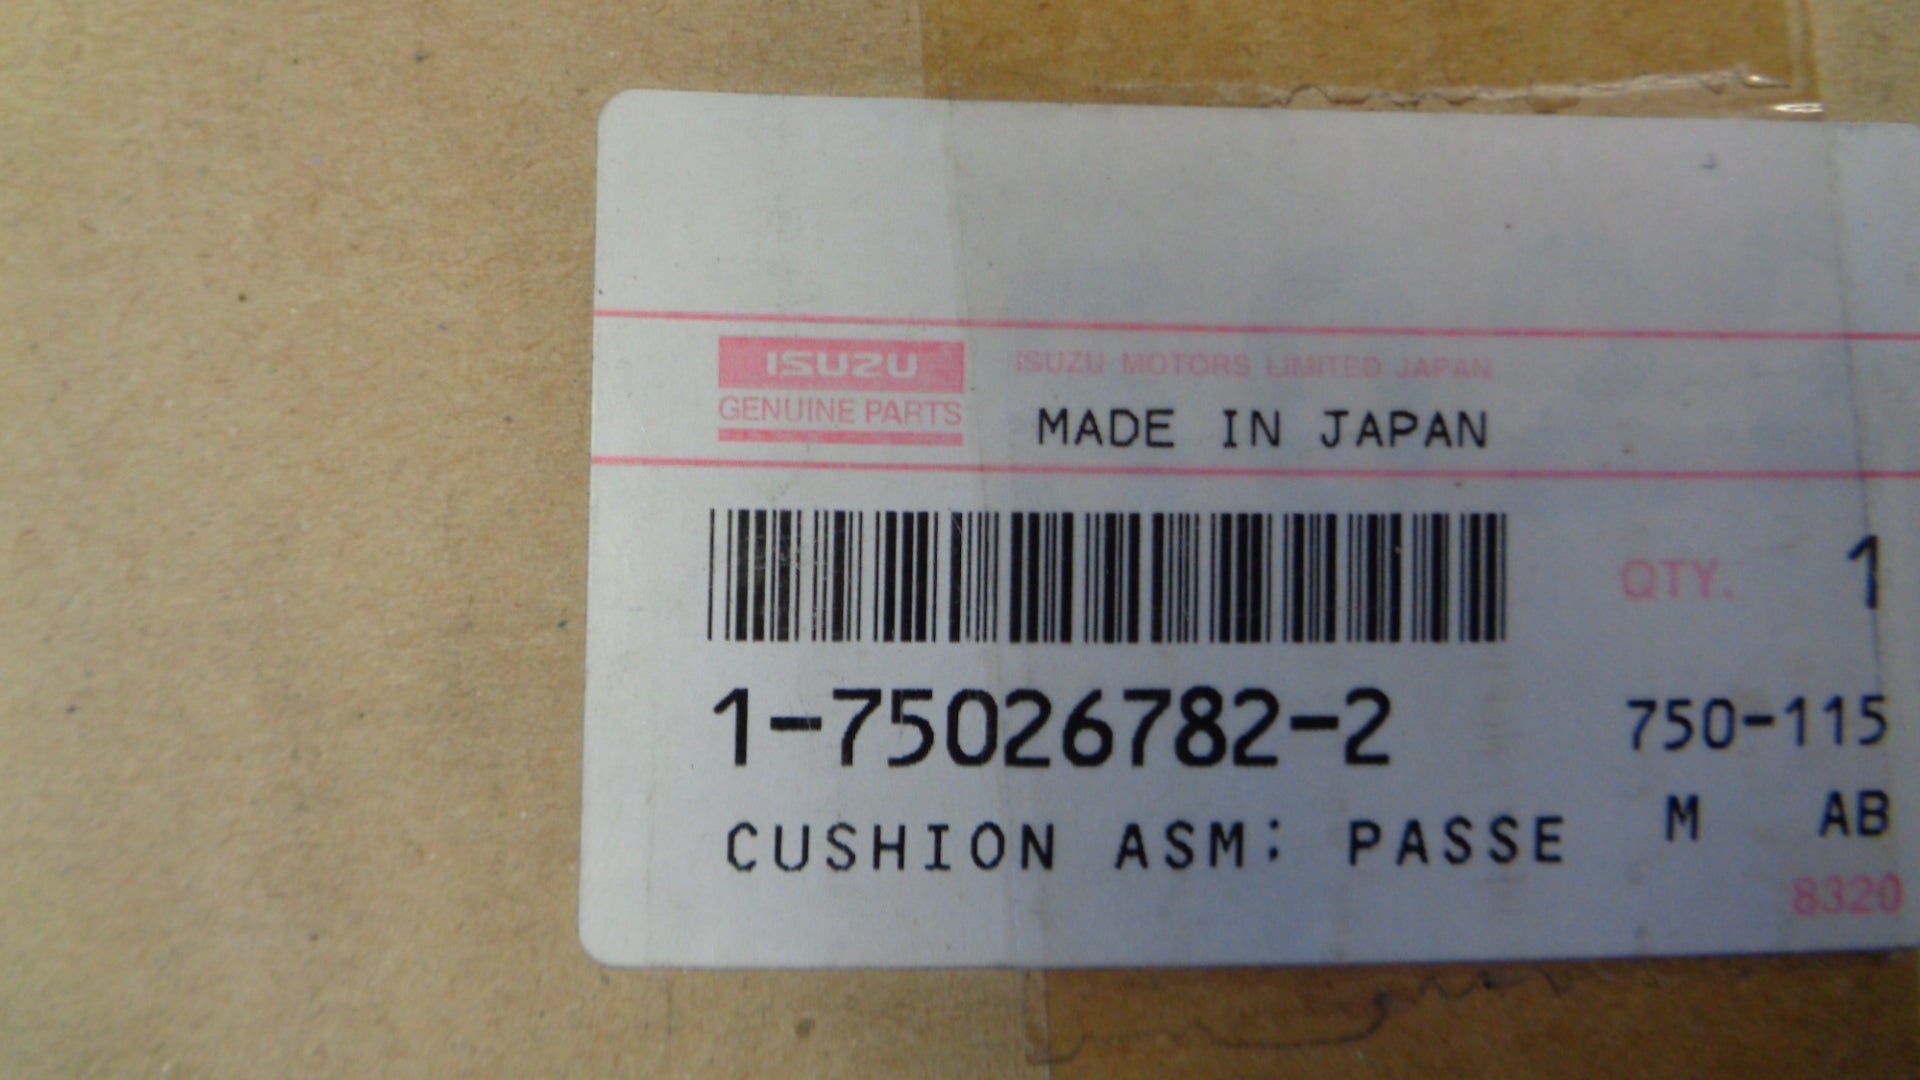 ISUZU
GENUINE PARTS
ISUZU MOTORS LIMITED JAPAN
MADE IN JAPAN
QTY. 1
1-75026782-2
750-115
CUSHION ASM: PASSE
M AB
8320